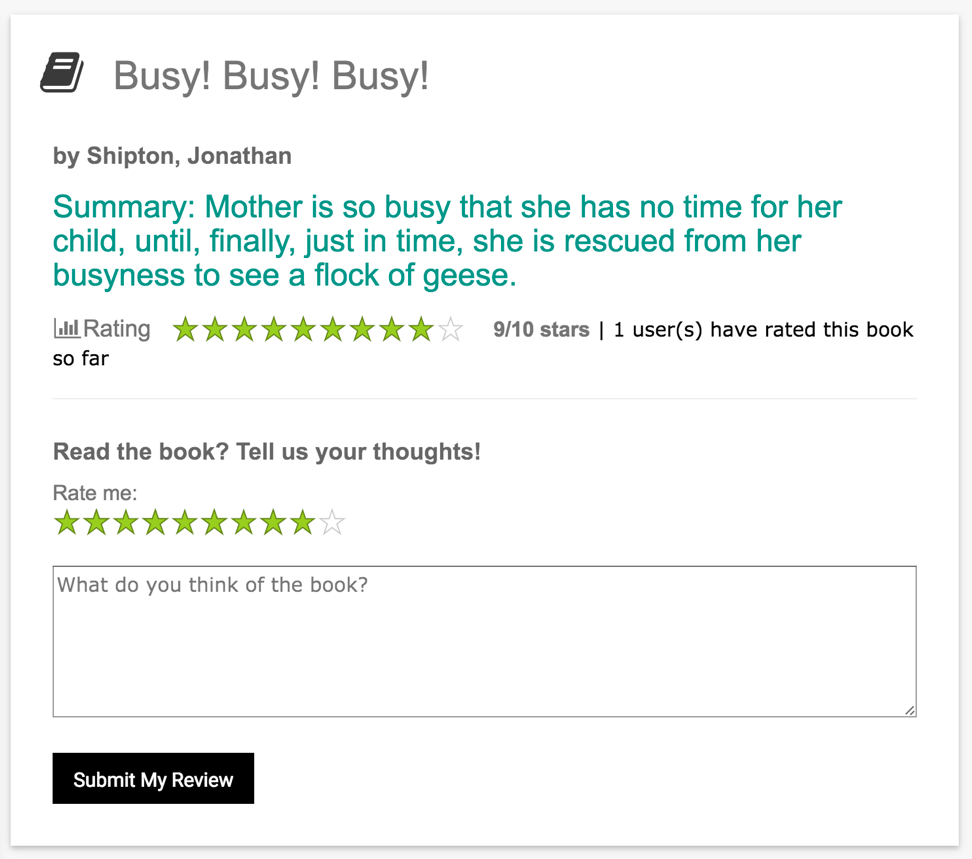 Busy! Busy! Busy!
by Shipton, Jonathan
Summary: Mother is so busy that she has no time for her
child, until, finally, just in time, she is rescued from her
busyness to see a flock of geese.
Rating 9/10 stars | 1 user(s) have rated this book
so far
Read the book? Tell us your thoughts!
Rate me:
What do you think of the book?
Submit My Review